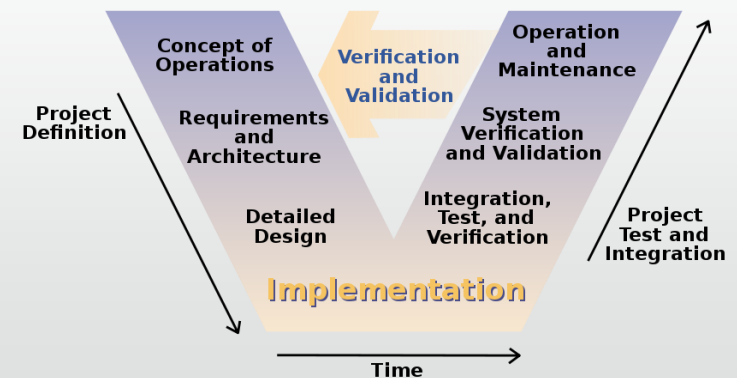 Concept of
Operations
Verification
and
Validation
Operation
and
Maintenance
Project
Definition
Requirements
and
Architecture
System
Verification
and Validation
Detailed
Design
Integration,
Test, and
Verification
Project
Test and
Integration
Implementation
Time